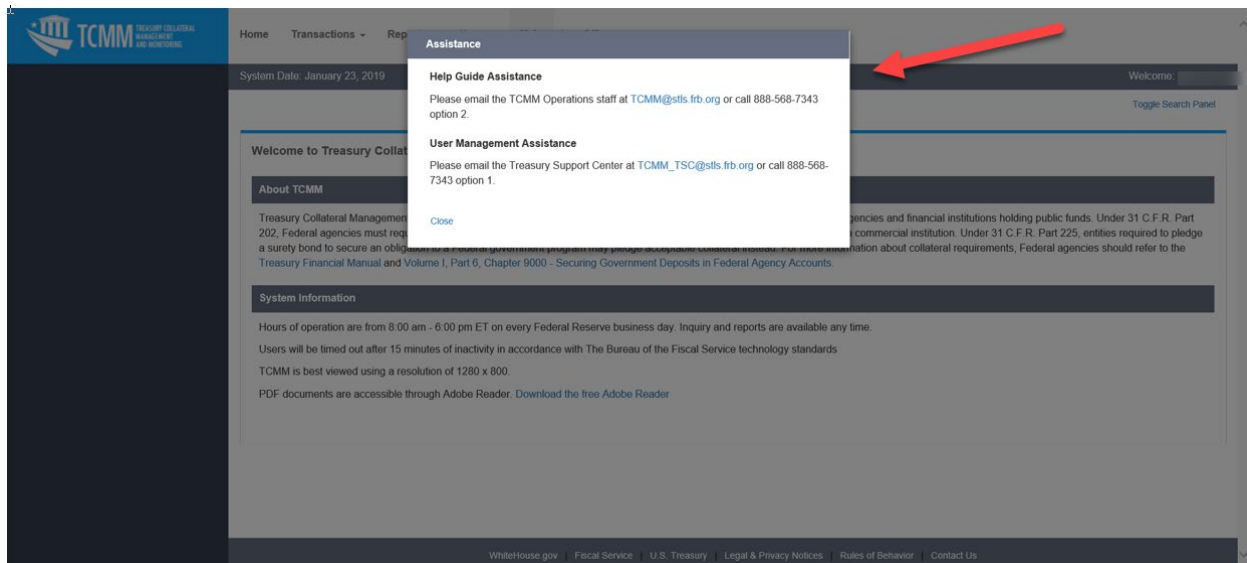 TCMM TREASURY COLLATERAL
MANAGEMENT
AND MONITORING
Home Transactions Rep
System Date: January 23, 2019
Welcome:
Toggle Search Panel
Assistance
Help Guide Assistance
Please email the TCMM Operations staff at TCMM@stls.frb.org or call 888-568-7343
option 2.
User Management Assistance
Please email the Treasury Support Center at TCMM_TSC@stls.frb.org or call 888-568-
7343 option 1.
Close
Welcome to Treasury Collat
About TCMM
Treasury Collateral Managemen gencies and financial institutions holding public funds. Under 31 C.F.R. Part
202, Federal agencies must requ commercial institution. Under 31 C.F.R. Part 225, entities required to pledge
a surety bond to secure an obligation to a Federal government program may pledge acceptable collateral instead. For more information about collateral requirements, Federal agencies should refer to the
Treasury Financial Manual and Volume I, Part 6, Chapter 9000 - Securing Government Deposits in Federal Agency Accounts.
System Information
Hours of operation are from 8:00 am - 6:00 pm ET on every Federal Reserve business day. Inquiry and reports are available any time.
Users will be timed out after 15 minutes of inactivity in accordance with The Bureau of the Fiscal Service technology standards
TCMM is best viewed using a resolution of 1280 x 800.
PDF documents are accessible through Adobe Reader. Download the free Adobe Reader
WhiteHouse.gov | Fiscal Service | U.S. Treasury | Legal & Privacy Notices | Rules of Behavior | Contact Us